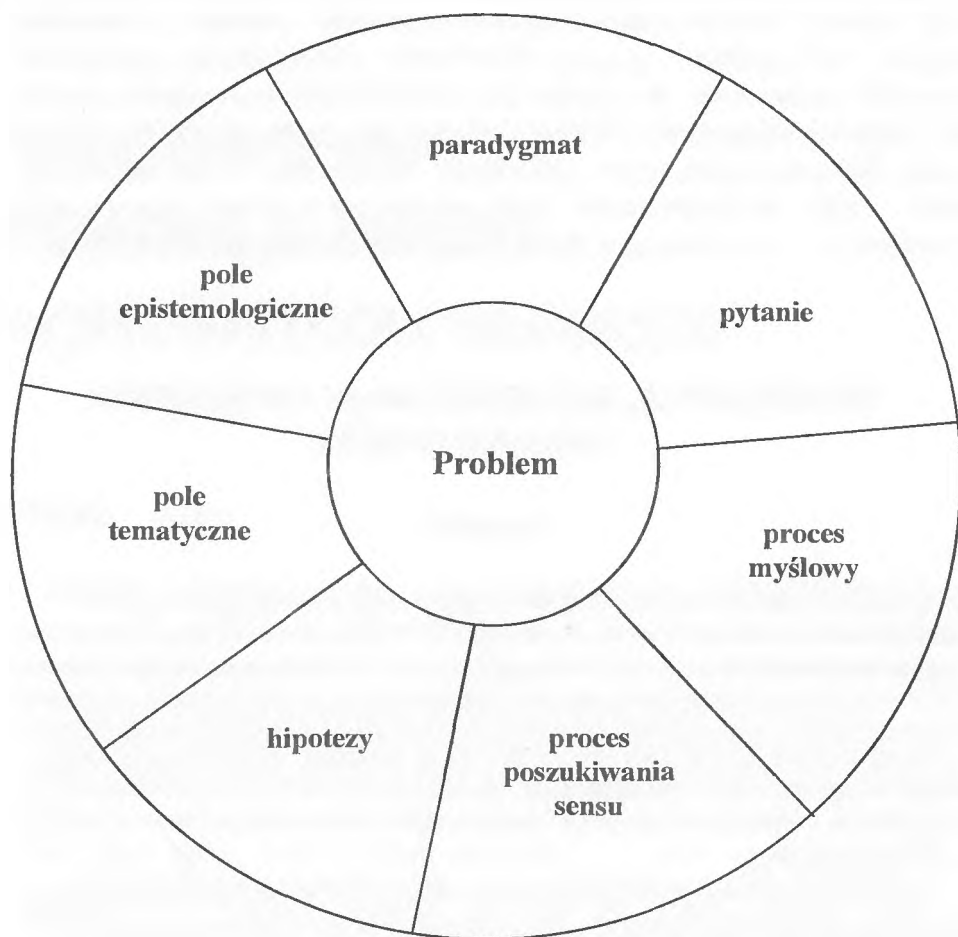 paradygmat
pytanie
proces
myślowy
proces
poszukiwania
sensu
hipotezy
pole
tematyczne
pole
epistemologiczne
Problem